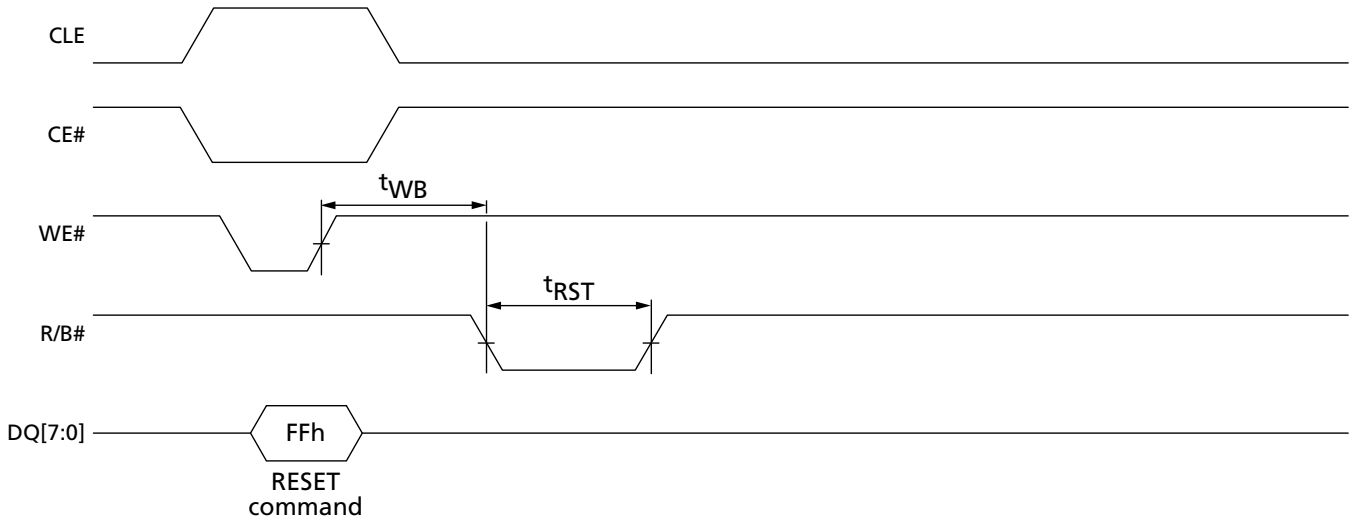 CLE
CE#
tWB
WE#
tRST
R/B#
DQ[7:0]
FFh
RESET
command